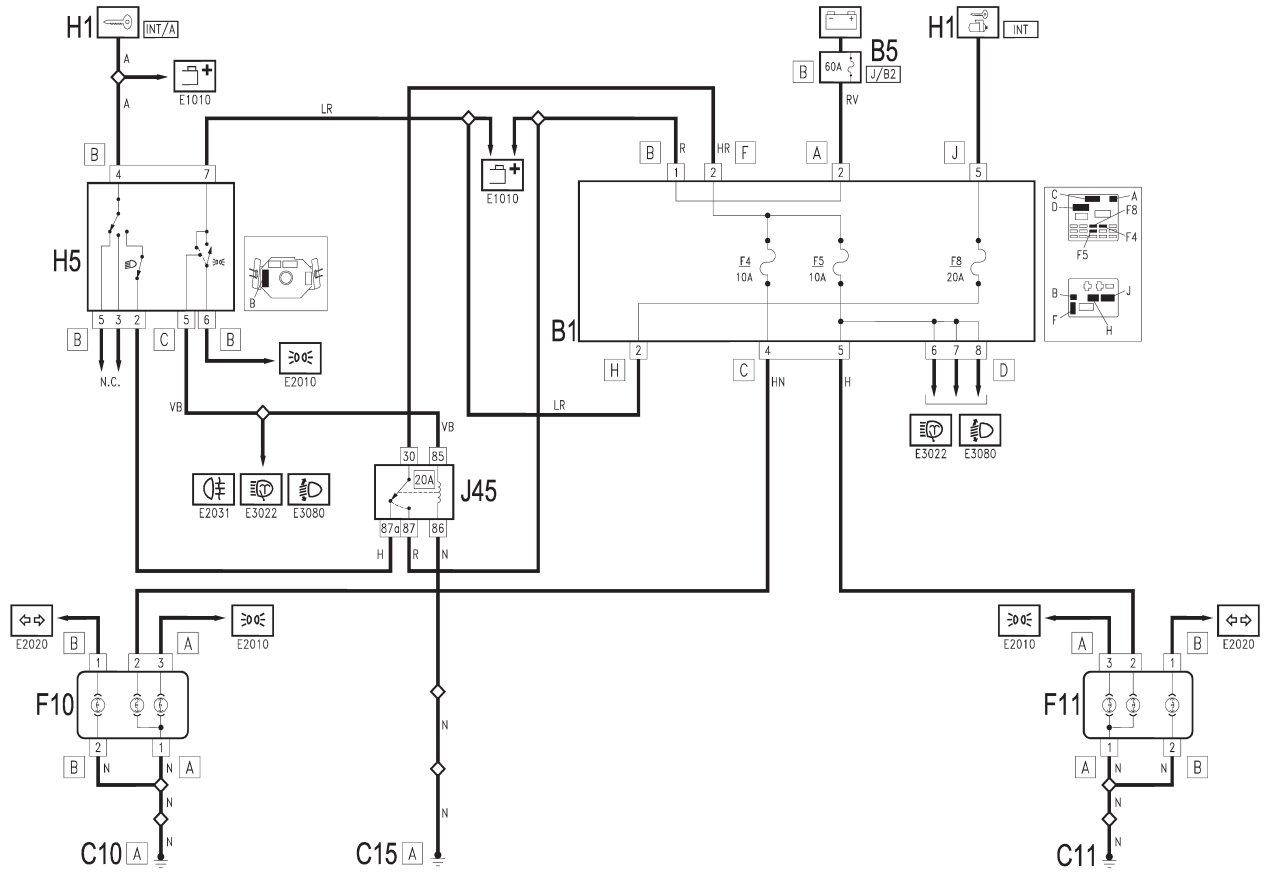 H1 INT/A
A
A
E1010
LR
HR
R
E1010
B5
B 60A J/B2
RV
H1 INT
B
4 7
H5
B
5 3 2 5 6
B C B
N.C.
E2010
VB
VB
B F A J
1 2 2 5
F4 10A
F5 10A
F8 20A
B1
2 4 5 6 7 8
H C D
HN H
LR
C A
D F8
F4
F5
B J
F H
E3022 E3080
E2031 E3022 E3080
30 85
20A
J45
87a 87 86
H R N
E2020 B A E2010
1 2 3
F10
2 1
B N N A
N
N
C10 A
N
N
C15 A
E2010 A B E2020
3 2 1
F11
1 2
A N N B
N
N
C11